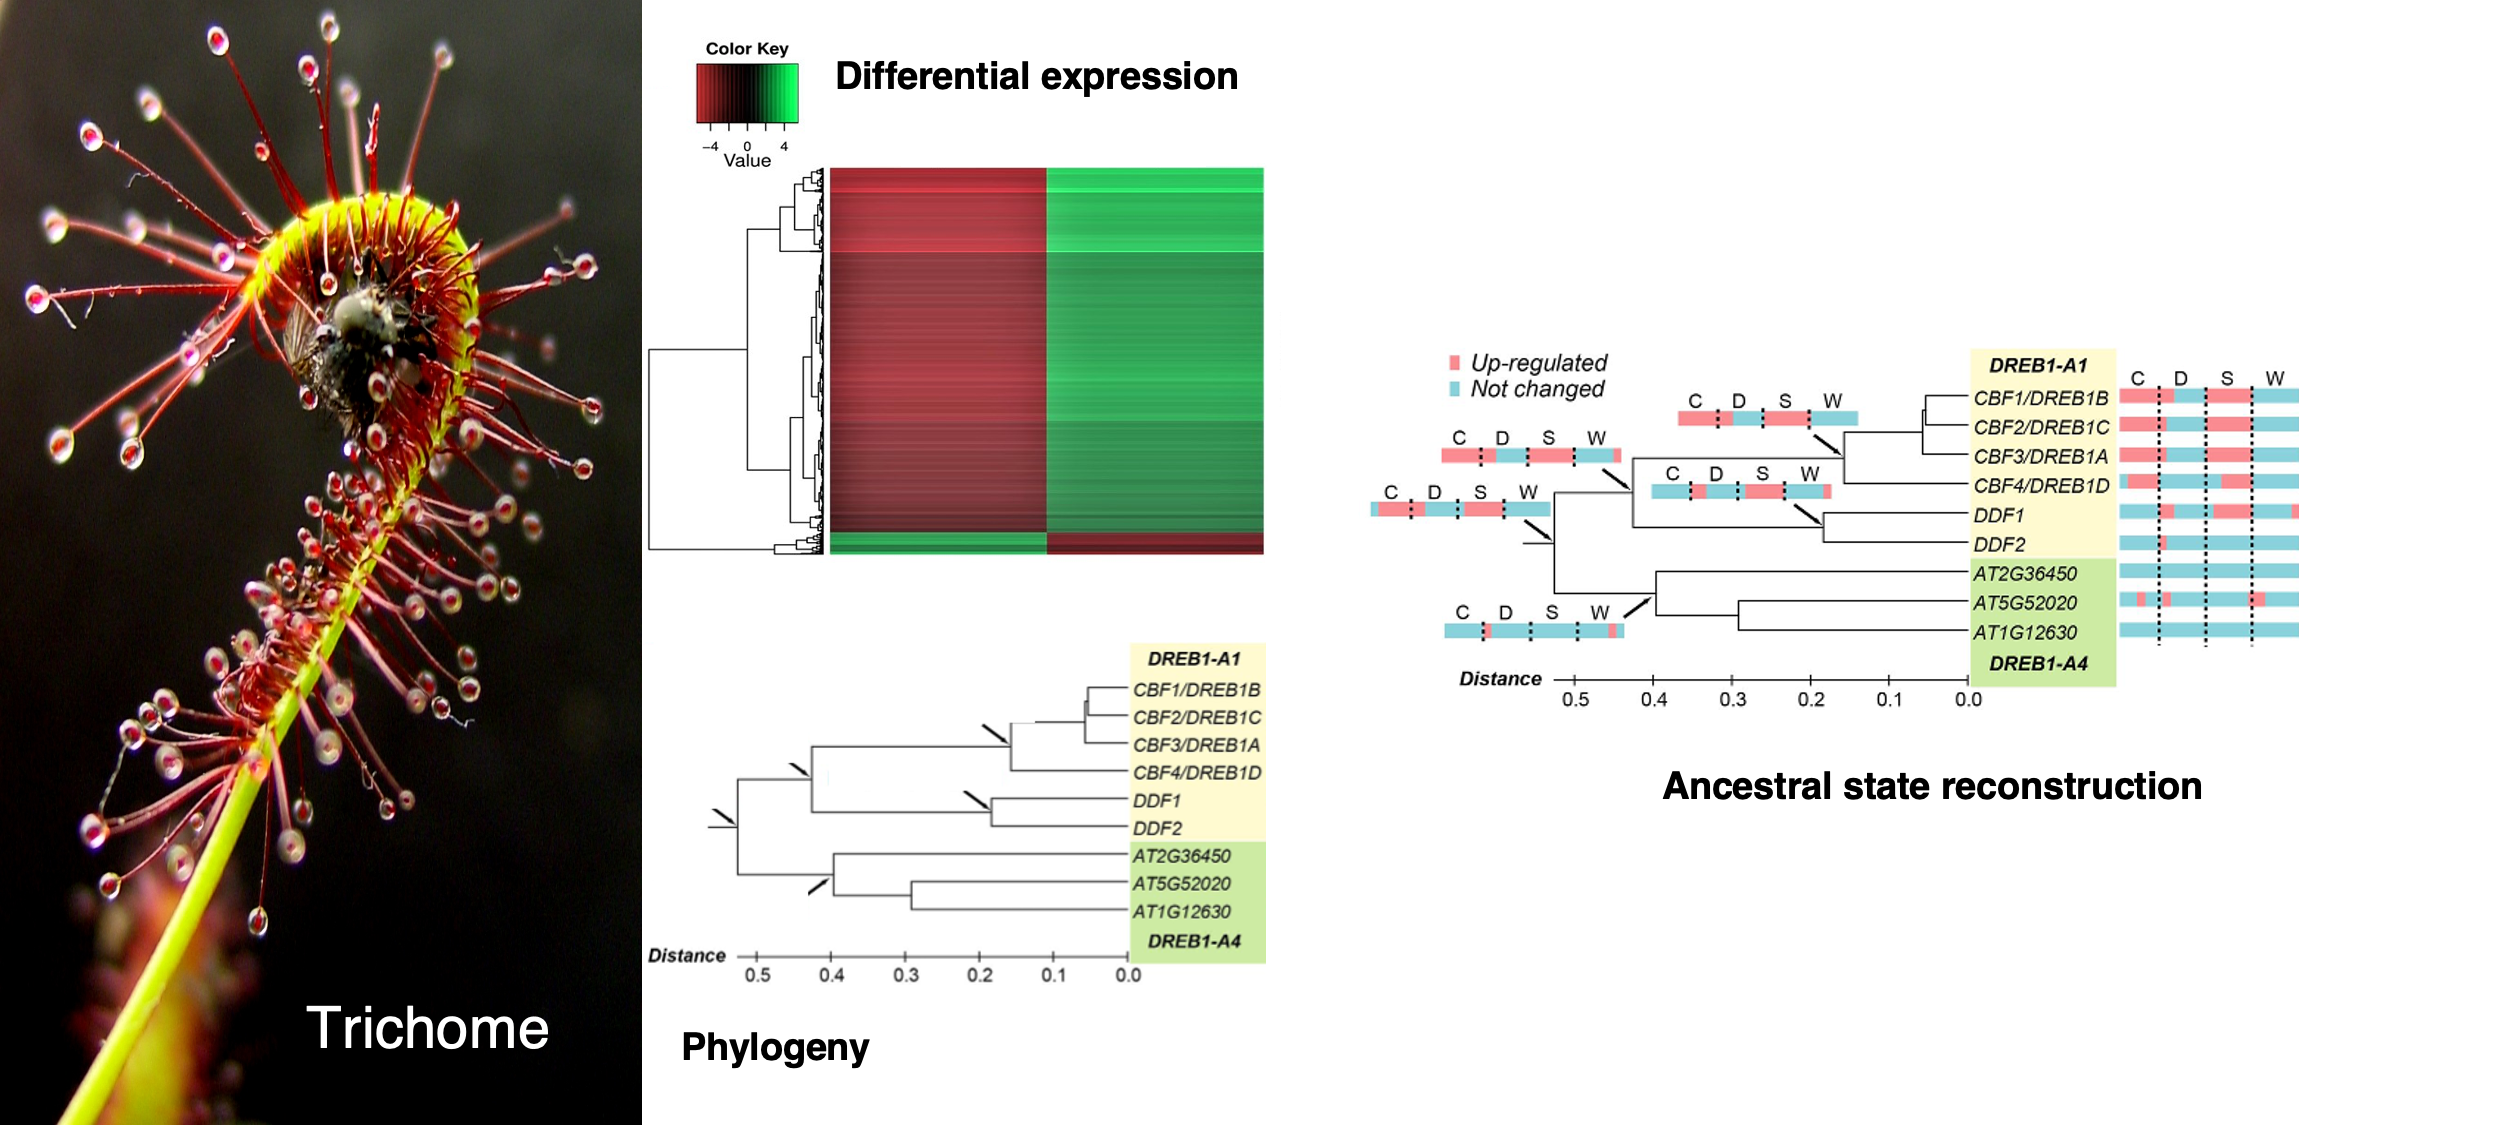 Trichome
Color Key
−4 0 4
Value
Differential expression
DREB1-A1
CBF1/DREB1B
CBF2/DREB1C
CBF3/DREB1A
CBF4/DREB1D
DDF1
DDF2
AT2G36450
AT5G52020
AT1G12630
DREB1-A4
Distance
0.5 0.4 0.3 0.2 0.1 0.0
Phylogeny
Up-regulated
Not changed
C D S W
C D S W
C D S W
C D S W
C D S W
DREB1-A1
C D S W
CBF1/DREB1B
CBF2/DREB1C
CBF3/DREB1A
CBF4/DREB1D
DDF1
DDF2
AT2G36450
AT5G52020
AT1G12630
DREB1-A4
Distance
0.5 0.4 0.3 0.2 0.1 0.0
Ancestral state reconstruction